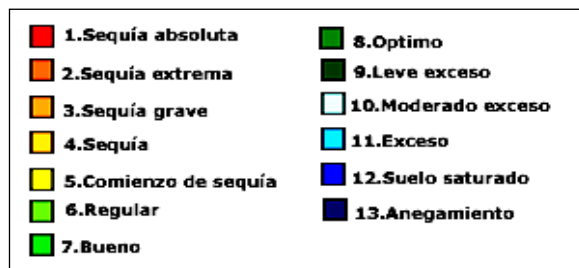 1.Sequía absoluta
2.Sequía extrema
3.Sequía grave
4.Sequía
5.Comienzo de sequía
6.Regular
7.Bueno
8.Optimo
9.Leve exceso
10.Moderado exceso
11.Exceso
12.Suelo saturado
13.Anegamiento